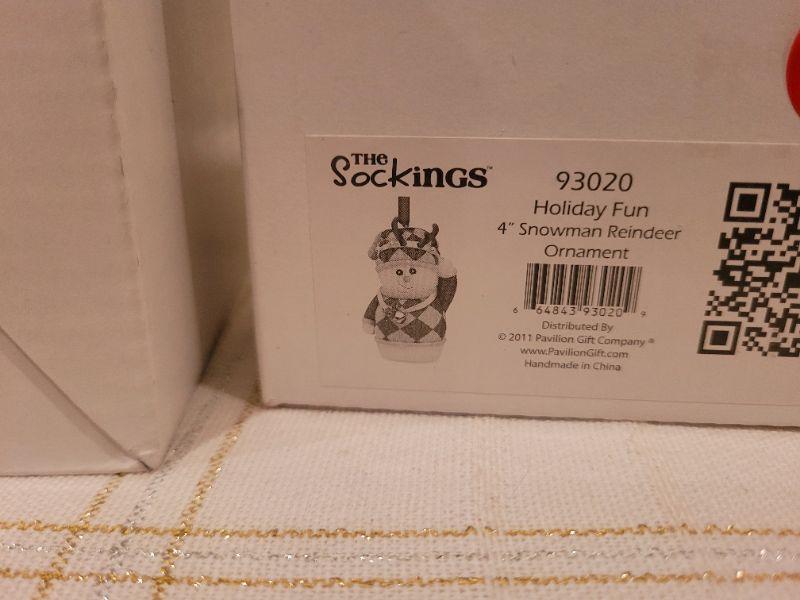 THE
SockinGS™
93020
Holiday Fun
4" Snowman Reindeer
Ornament
6 64843 93020 9
Distributed By
© 2011 Pavilion Gift Company ®
www.PavilionGift.com
Handmade in China